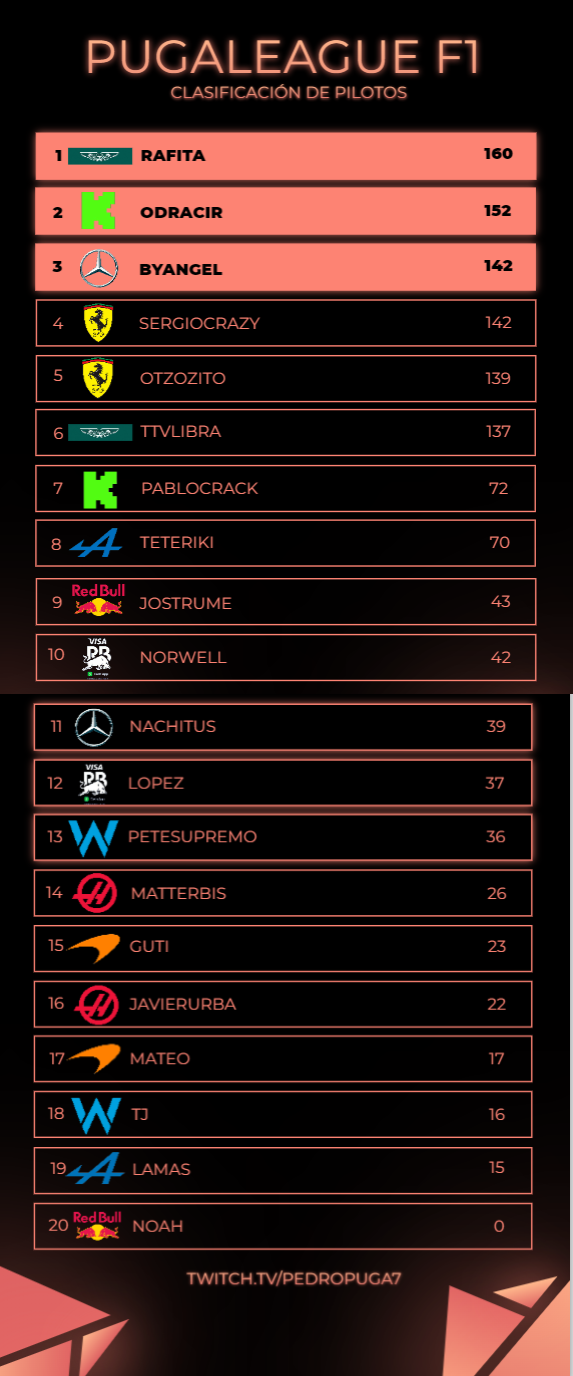 PUGALEAGUE F1
CLASIFICACIÓN DE PILOTOS
1 RAFITA 160
2 ODRACIR 152
3 BYANGEL 142
4 SERGIOCRAZY 142
5 OTZOZITO 139
6 TTVLIBRA 137
7 K PABLOCRACK 72
8 TETERIKI 70
9 Red Bull JOSTRUME 43
10 VISA RB NORWELL 42
11 NACHITUS 39
12 VISA RB LOPEZ 37
13 PETESUPREMO 36
14 MATTERBIS 26
15 GUTI 23
16 JAVIERURBA 22
17 MATEO 17
18 TJ 16
19 LAMAS 15
20 Red Bull NOAH 0
TWITCH.TV/PEDROPUGA7